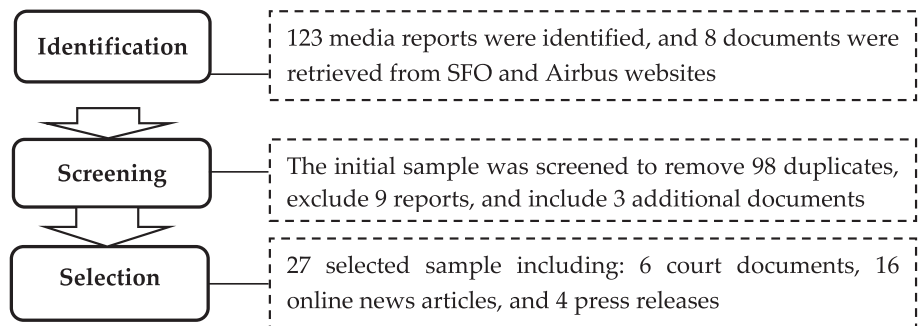 Identification
123 media reports were identified, and 8 documents were
retrieved from SFO and Airbus websites
Screening
The initial sample was screened to remove 98 duplicates,
exclude 9 reports, and include 3 additional documents
Selection
27 selected sample including: 6 court documents, 16
online news articles, and 4 press releases